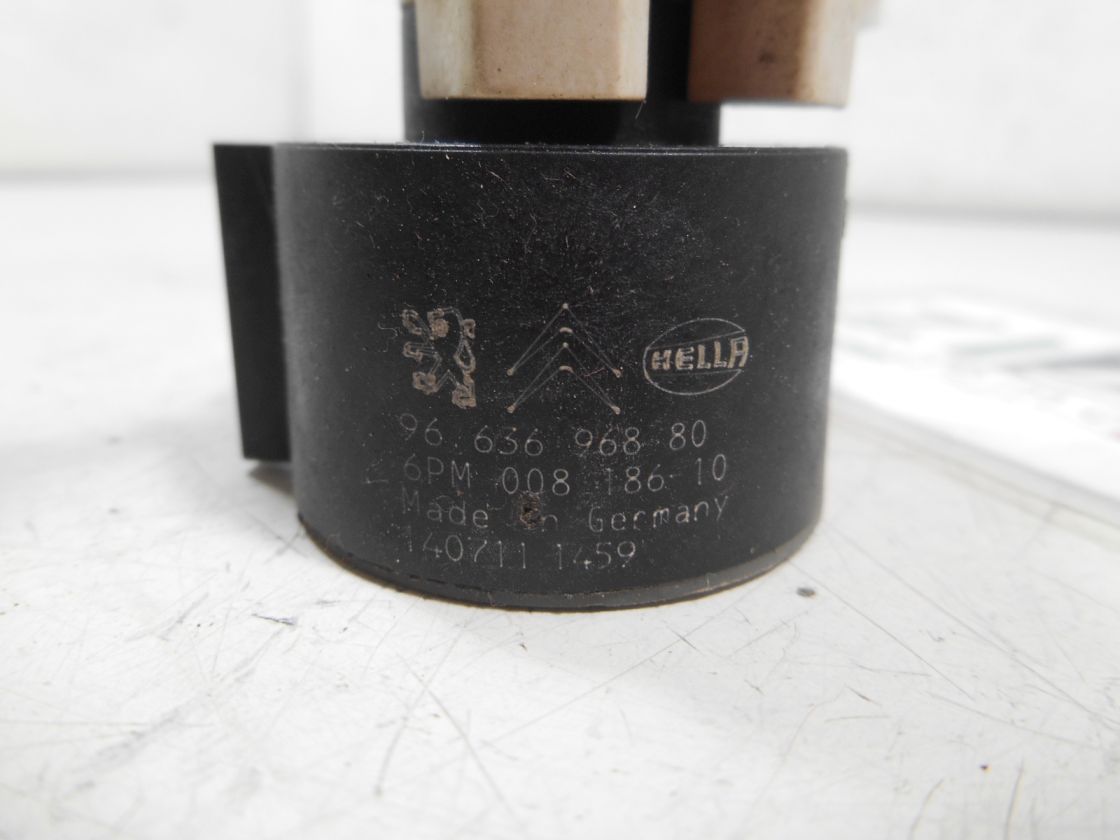 HELLA
96 636 968 80
6PM 008 186-10
Made in Germany
140711 1459